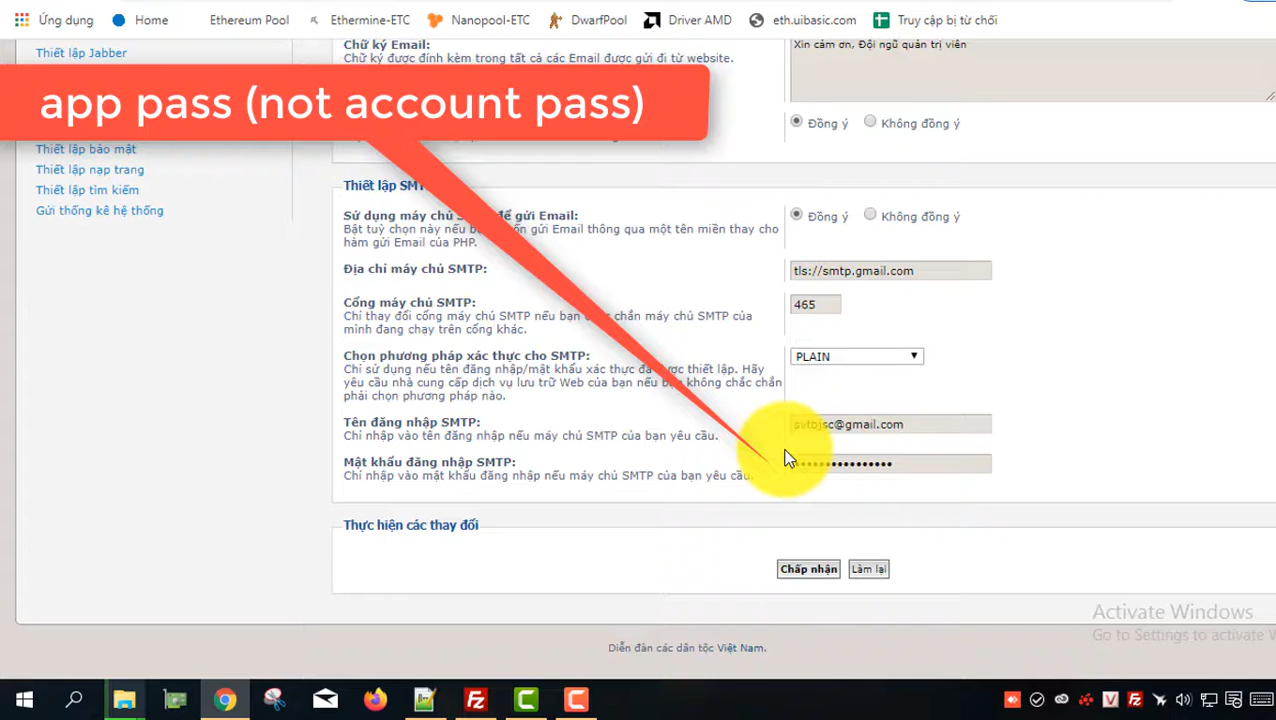 Ứng dụng Home Ethereum Pool Ethermine-ETC Nanopool-ETC DwarfPool Driver AMD eth.uibasic.com Truy cập bị từ chối
Thiết lập Jabber
Thiết lập bảo mật
Thiết lập nạp trang
Thiết lập tìm kiếm
Gửi thống kê hệ thống
app pass (not account pass)
Chữ ký Email:
Chữ ký được đính kèm trong tất cả các Email được gửi đi từ website.
Xin cảm ơn, Đội ngũ quản trị viên
Đồng ý Không đồng ý
Thiết lập SMT
Sử dụng máy chủ để gửi Email:
Bật tuỳ chọn này nếu ốn gửi Email thông qua một tên miền thay cho
hàm gửi Email của PHP.
Đồng ý Không đồng ý
Địa chỉ máy chủ SMTP:
tls://smtp.gmail.com
Cổng máy chủ SMTP:
Chỉ thay đổi cổng máy chủ SMTP nếu bạn chắn máy chủ SMTP của
mình đang chạy trên cổng khác.
465
Chọn phương pháp xác thực cho SMTP:
Chỉ sử dụng nếu tên đăng nhập/mật khẩu xác thực đã được thiết lập. Hãy
yêu cầu nhà cung cấp dịch vụ lưu trữ Web của bạn nếu bạn không chắc chắn
phải chọn phương pháp nào.
PLAIN
Tên đăng nhập SMTP:
Chỉ nhập vào tên đăng nhập nếu máy chủ SMTP của bạn yêu cầu.
svtbjsc@gmail.com
Mật khẩu đăng nhập SMTP:
Chỉ nhập vào mật khẩu đăng nhập nếu máy chủ SMTP của bạn yêu cầu.
Thực hiện các thay đổi
Chấp nhận Làm lại
Activate Windows
Go to Settings to activate
Diễn đàn các dân tộc Việt Nam.